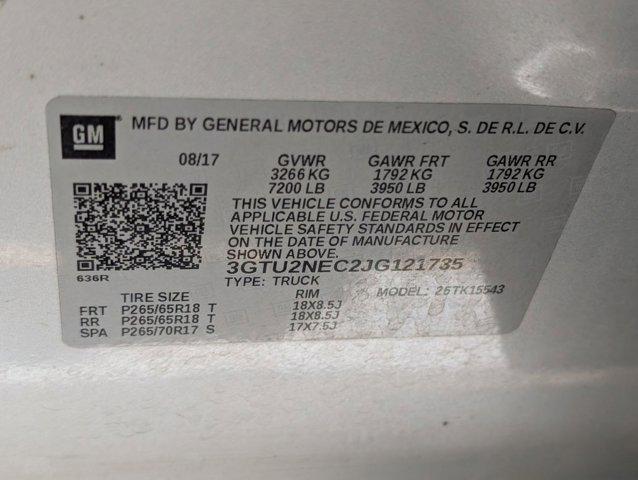 GM MFD BY GENERAL MOTORS DE MEXICO, S. DE R.L. DE C.V.
08/17 GVWR GAWR FRT GAWR RR
3266 KG 1792 KG 1792 KG
7200 LB 3950 LB 3950 LB
THIS VEHICLE CONFORMS TO ALL
APPLICABLE U.S. FEDERAL MOTOR
VEHICLE SAFETY STANDARDS IN EFFECT
ON THE DATE OF MANUFACTURE
SHOWN ABOVE.
3GTU2NEC2JG121735
636R
TYPE: TRUCK MODEL: 26TK15543
TIRE SIZE RIM
FRT P265/65R18 T 18X8.5J
RR P265/65R18 T 18X8.5J
SPA P265/70R17 S 17X7.5J